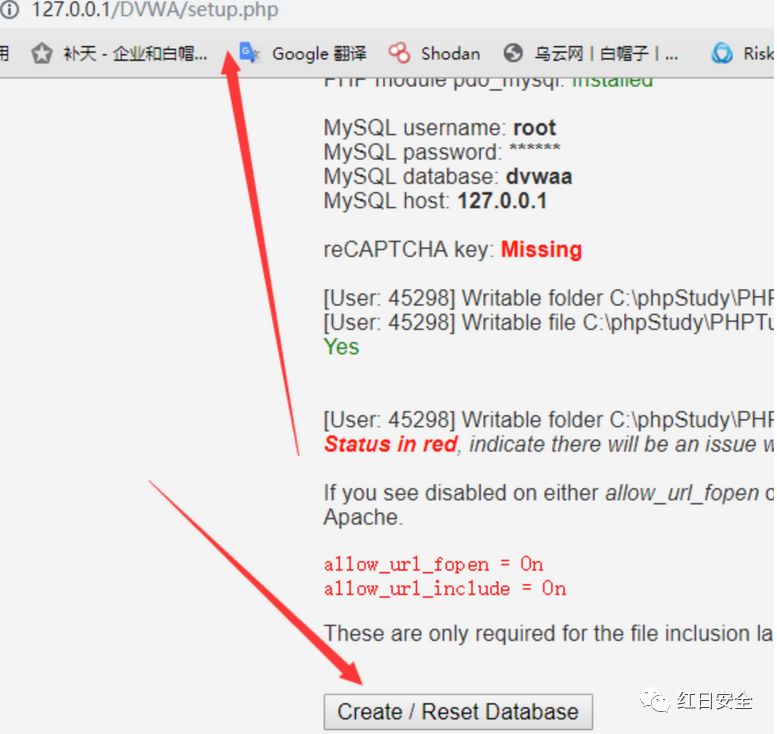 127.0.0.1/DVWA/setup.php
用 补天 - 企业和白帽... Google 翻译 Shodan 乌云网 | 白帽子 | ... Risk
PHP module pdo_mysql: Installed
MySQL username: root
MySQL password: ******
MySQL database: dvwaa
MySQL host: 127.0.0.1
reCAPTCHA key: Missing
[User: 45298] Writable folder C:\phpStudy\PHP
[User: 45298] Writable file C:\phpStudy\PHPTu
Yes
[User: 45298] Writable folder C:\phpStudy\PHP
Status in red, indicate there will be an issue w
If you see disabled on either allow_url_fopen o
Apache.
allow_url_fopen = On
allow_url_include = On
These are only required for the file inclusion la
Create / Reset Database
红日安全